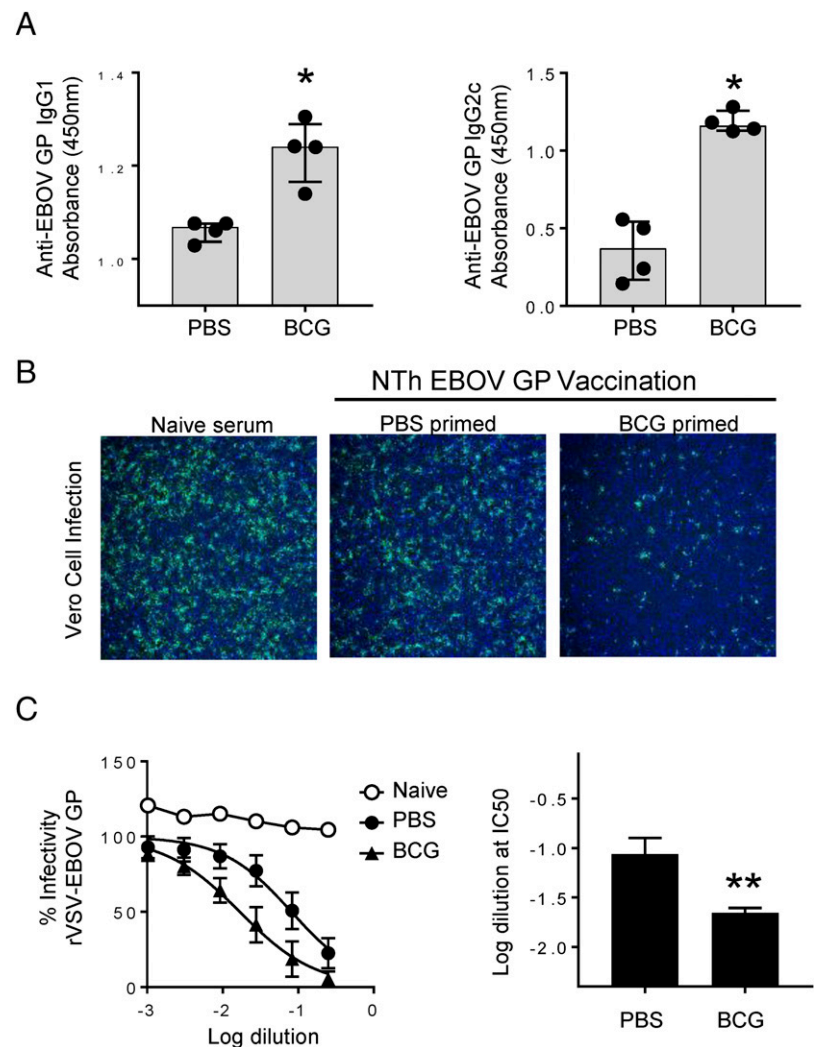 A
Anti-EBOV GP IgG1
Absorbance (450nm)
1.4
1.2
1.0
*
PBS
BCG
Anti-EBOV GP IgG2c
Absorbance (450nm)
1.5
1.0
0.5
0.0
*
PBS
BCG
B
NTh EBOV GP Vaccination
Naive serum
PBS primed
BCG primed
Vero Cell Infection
C
% Infectivity
rVSV-EBOV GP
150
100
50
0
-3
-2
-1
0
Log dilution
Naive
PBS
BCG
Log dilution at IC50
-0.5
-1.0
-1.5
-2.0
**
PBS
BCG